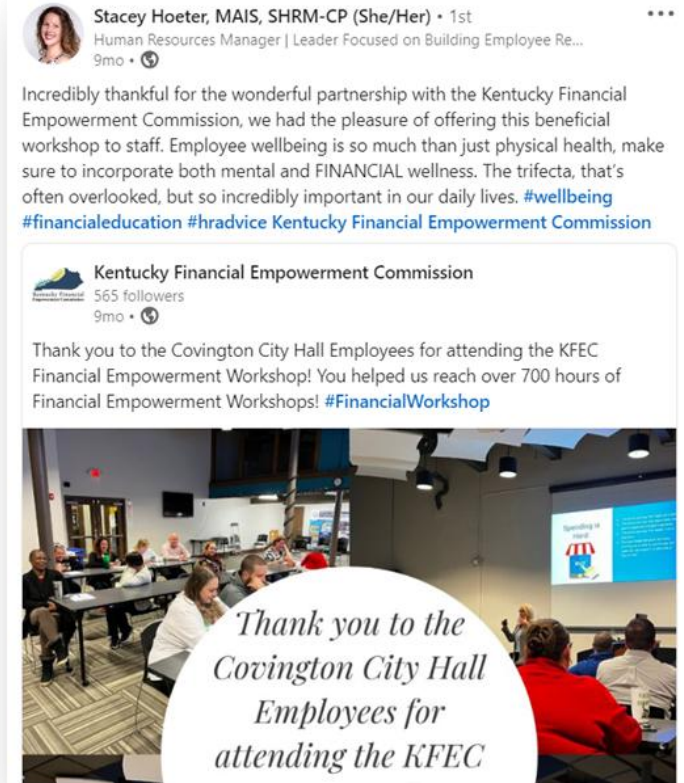 Stacey Hoeter, MAIS, SHRM-CP (She/Her) • 1st
Human Resources Manager | Leader Focused on Building Employee Re...
9mo •
Incredibly thankful for the wonderful partnership with the Kentucky Financial
Empowerment Commission, we had the pleasure of offering this beneficial
workshop to staff. Employee wellbeing is so much than just physical health, make
sure to incorporate both mental and FINANCIAL wellness. The trifecta, that's
often overlooked, but so incredibly important in our daily lives. #wellbeing
#financialeducation #hradvice Kentucky Financial Empowerment Commission
Kentucky Financial
Empowerment Commission
Kentucky Financial Empowerment Commission
565 followers
9mo •
Thank you to the Covington City Hall Employees for attending the KFEC
Financial Empowerment Workshop! You helped us reach over 700 hours of
Financial Empowerment Workshops! #FinancialWorkshop
Spending is
Hard
Thank you to the
Covington City Hall
Employees for
attending the KFEC